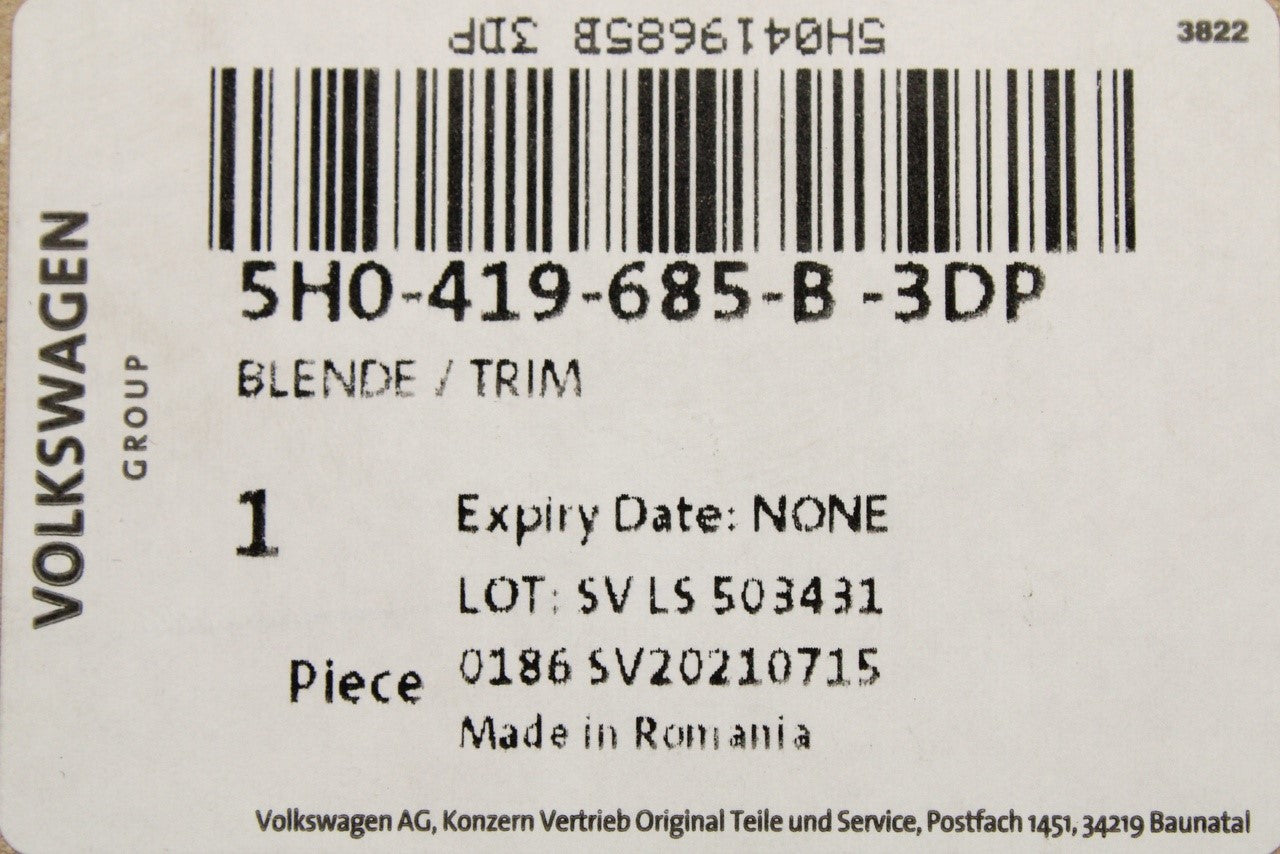 5H0419685B 3DP
3822
5H0-419-685-B -3DP
BLENDE / TRIM
VOLKSWAGEN
GROUP
1
Expiry Date: NONE
LOT: SV LS 503431
Piece
0186 SV20210715
Made in Romania
Volkswagen AG, Konzern Vertrieb Original Teile und Service, Postfach 1451, 34219 Baunatal